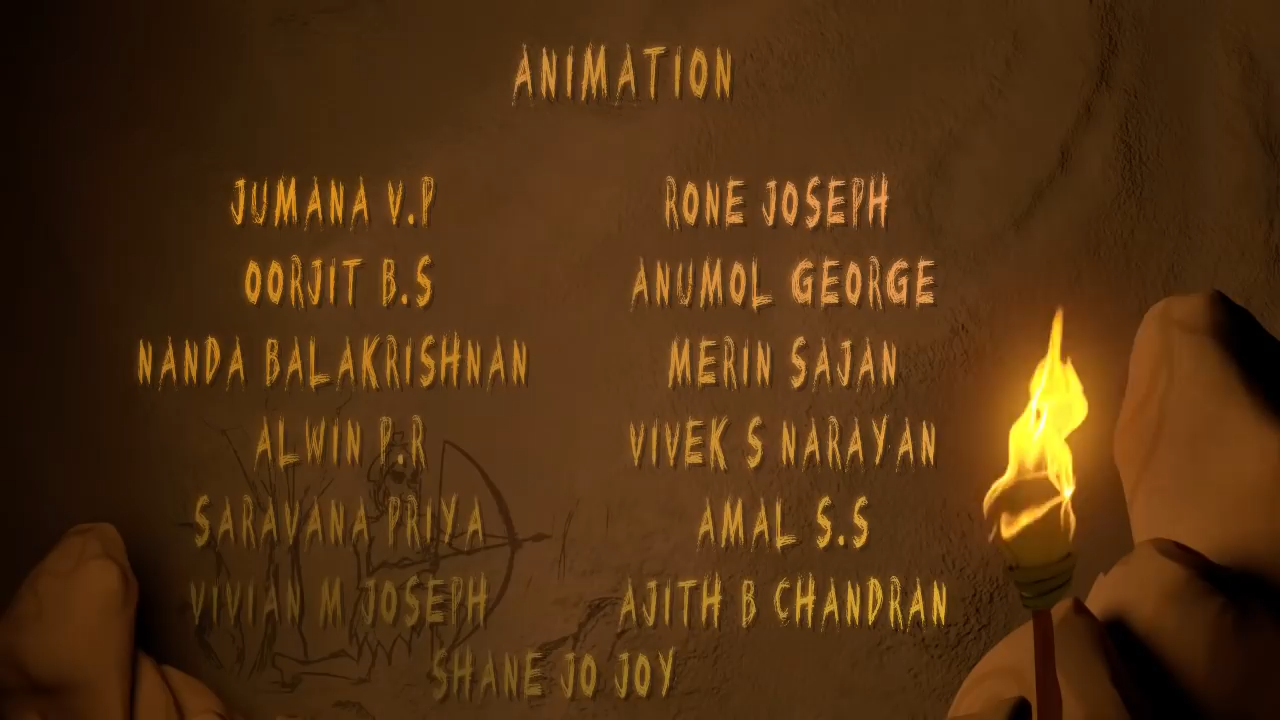 ANIMATION
JUMANA V.P
RONE JOSEPH
OORJIT B.S
ANUMOL GEORGE
NANDA BALAKRISHNAN
MERIN SAJAN
ALWIN P.R
VIVEK S NARAYAN
SARAVANA PRIYA
AMAL S.S
VIVIAN M JOSEPH
AJITH B CHANDRAN
SHANE JO JOY